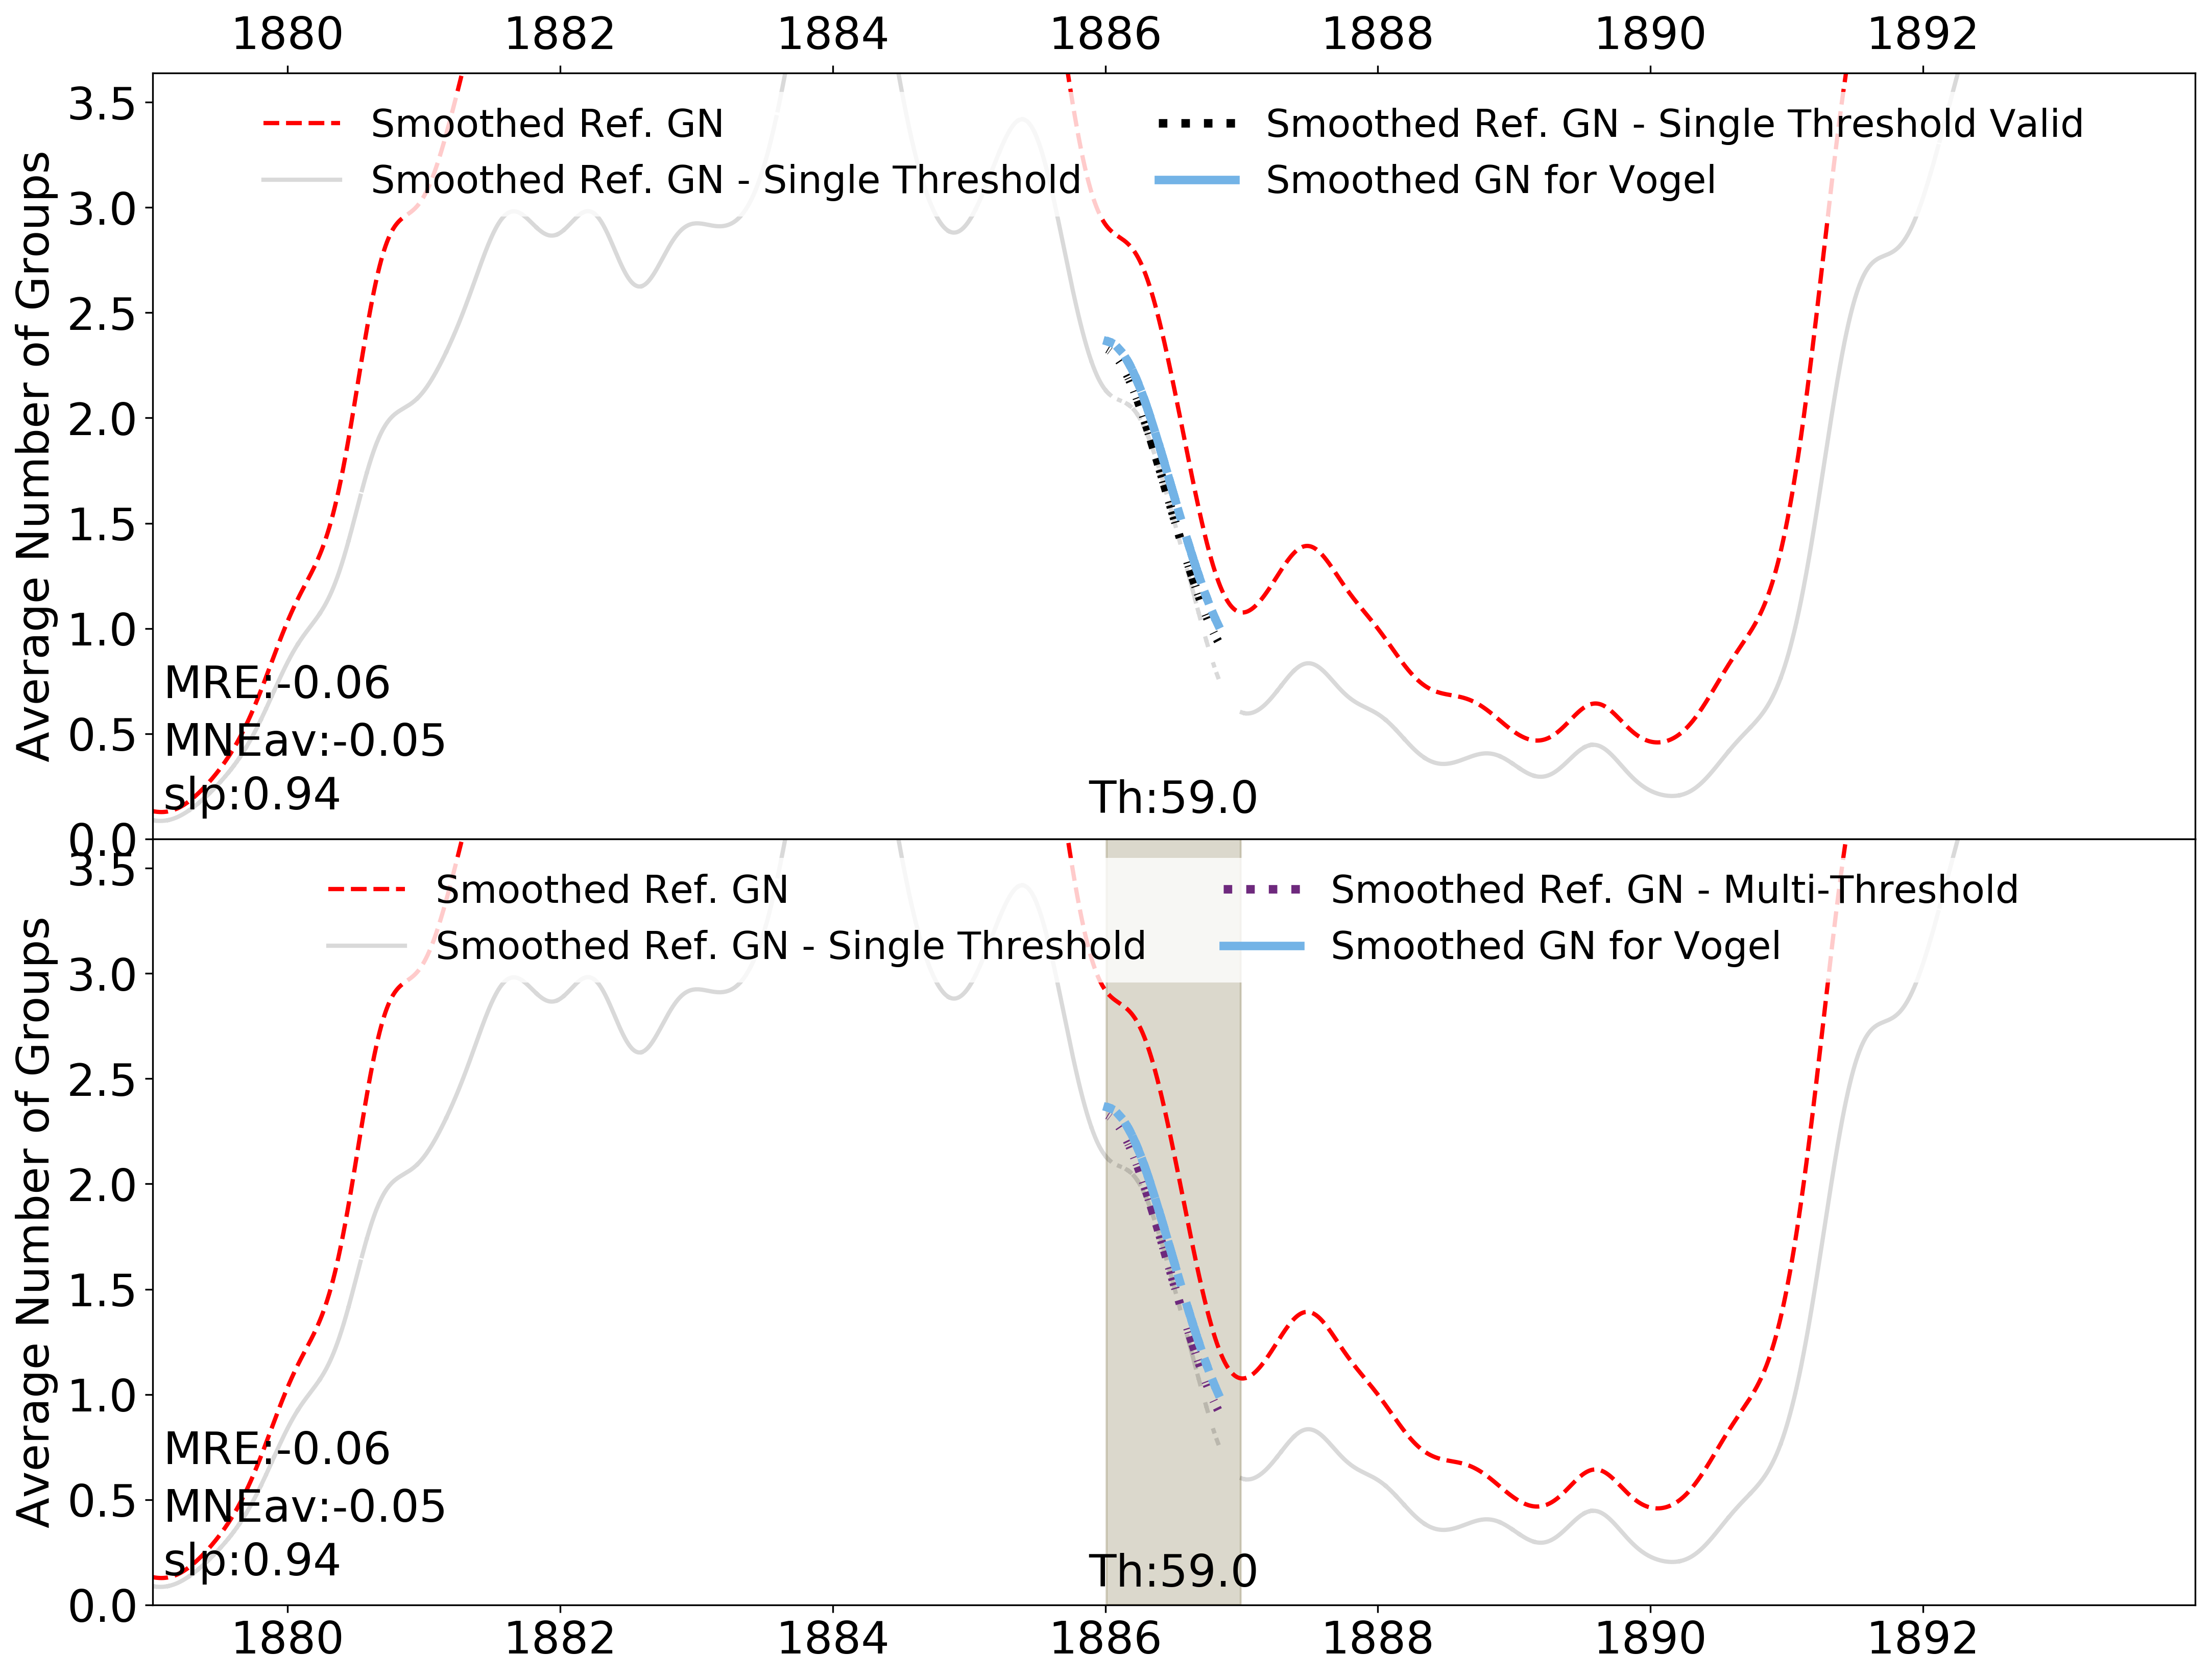 1880 1882 1884 1886 1888 1890 1892
Average Number of Groups
3.5
3.0
2.5
2.0
1.5
1.0
0.5
0.0
Smoothed Ref. GN
Smoothed Ref. GN - Single Threshold
Smoothed Ref. GN - Single Threshold Valid
Smoothed GN for Vogel
MRE:-0.06
MNEav:-0.05
slp:0.94
Th:59.0
Average Number of Groups
3.5
3.0
2.5
2.0
1.5
1.0
0.5
0.0
Smoothed Ref. GN
Smoothed Ref. GN - Single Threshold
Smoothed Ref. GN - Multi-Threshold
Smoothed GN for Vogel
MRE:-0.06
MNEav:-0.05
slp:0.94
Th:59.0
1880 1882 1884 1886 1888 1890 1892